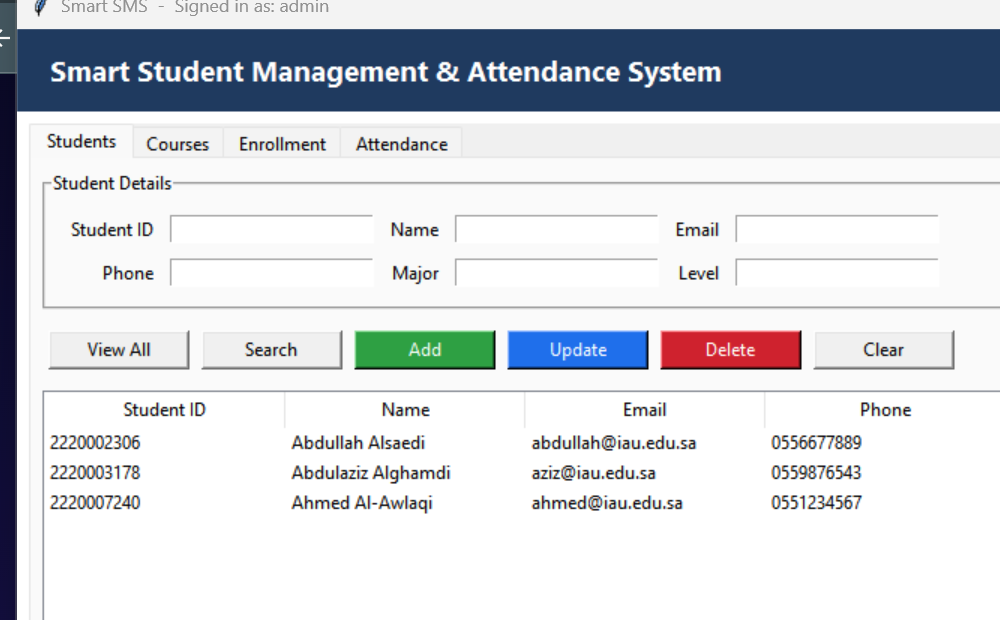 Smart SMS - Signed in as: admin
Smart Student Management & Attendance System
Students Courses Enrollment Attendance
Student Details
Student ID Name Email
Phone Major Level
View All Search Add Update Delete Clear
Student ID Name Email Phone
2220002306 Abdullah Alsaedi abdullah@iau.edu.sa 0556677889
2220003178 Abdulaziz Alghamdi aziz@iau.edu.sa 0559876543
2220007240 Ahmed Al-Awlaqi ahmed@iau.edu.sa 0551234567